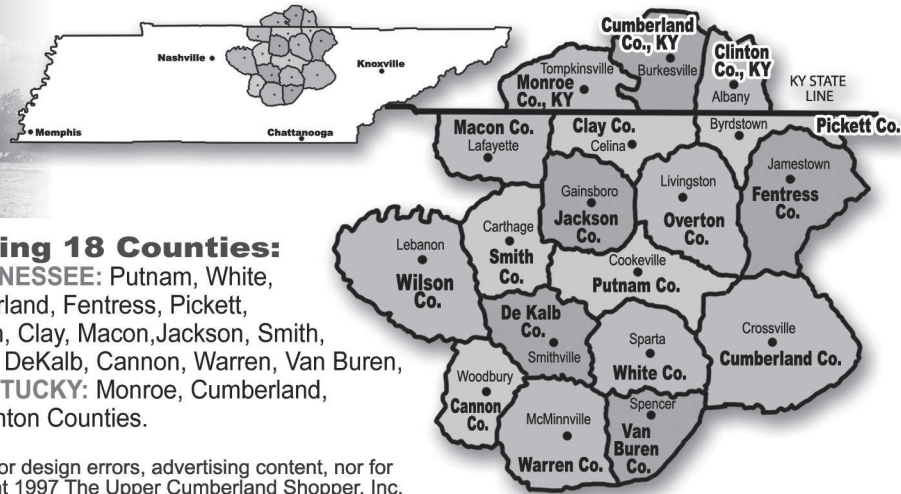 Nashville
Knoxville
Memphis
Chattanooga
Cumberland
Co., KY
Burkesville
Clinton
Co., KY
Albany
Tompkinsville
Monroe
Co., KY
KY STATE
LINE
Macon Co.
Lafayette
Clay Co.
Celina
Byrdstown
Pickett Co.
Jamestown
Fentress
Co.
Gainsboro
Jackson
Co.
Livingston
Overton
Co.
Lebanon
Wilson
Co.
Carthage
Smith
Co.
Cookeville
Putnam Co.
De Kalb
Co.
Smithville
Sparta
White Co.
Crossville
Cumberland Co.
Woodbury
Cannon
Co.
McMinnville
Warren Co.
Spencer
Van
Buren
Co.
ing 18 Counties:
NESSEE: Putnam, White,
rland, Fentress, Pickett,
n, Clay, Macon,Jackson, Smith,
DeKalb, Cannon, Warren, Van Buren,
TUCKY: Monroe, Cumberland,
nton Counties.
or design errors, advertising content, nor for
ht 1997 The Upper Cumberland Shopper, Inc.